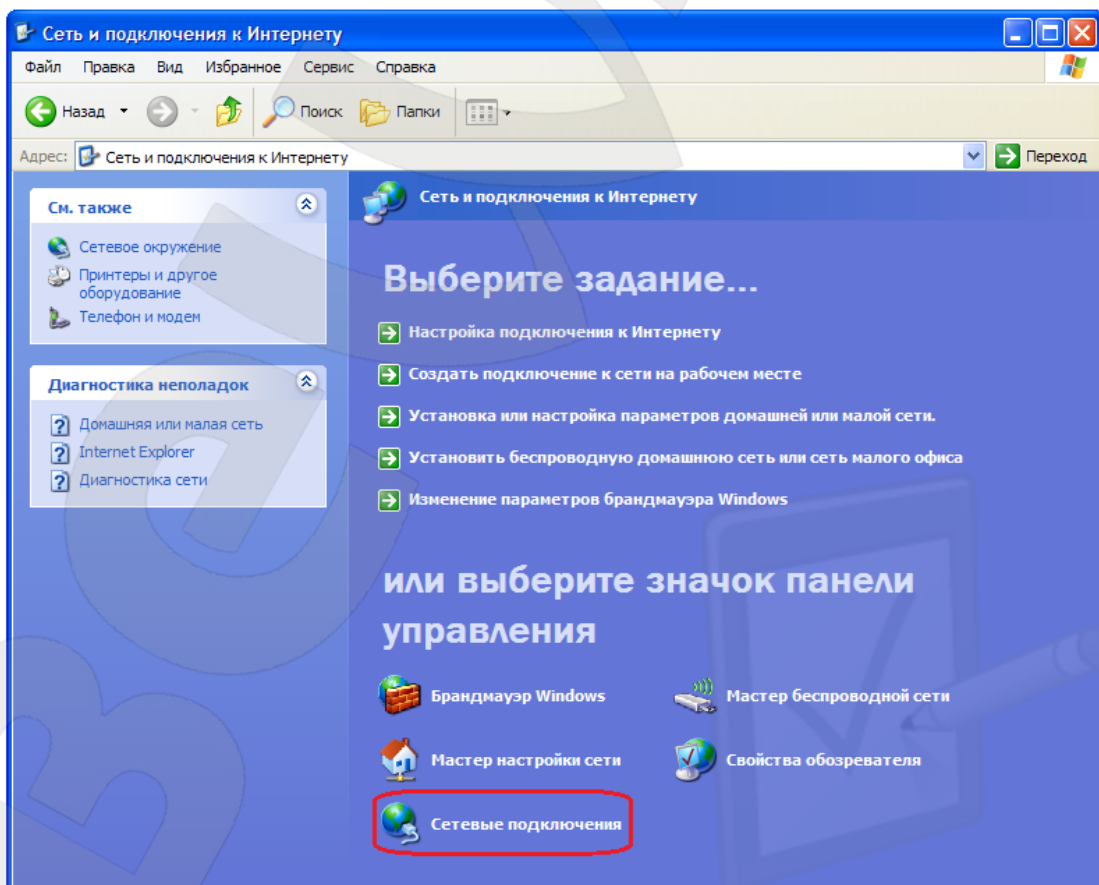 Сеть и подключения к Интернету
Файл Правка Вид Избранное Сервис Справка
Назад Поиск Папки
Адрес: Сеть и подключения к Интернету Переход
См. также
Сетевое окружение
Принтеры и другое
оборудование
Телефон и модем
Диагностика неполадок
Домашняя или малая сеть
Internet Explorer
Диагностика сети
Сеть и подключения к Интернету
Выберите задание...
Настройка подключения к Интернету
Создать подключение к сети на рабочем месте
Установка или настройка параметров домашней или малой сети.
Установить беспроводную домашнюю сеть или сеть малого офиса
Изменение параметров брандмауэра Windows
или выберите значок панели
управления
Брандмауэр Windows
Мастер беспроводной сети
Мастер настройки сети
Свойства обозревателя
Сетевые подключения